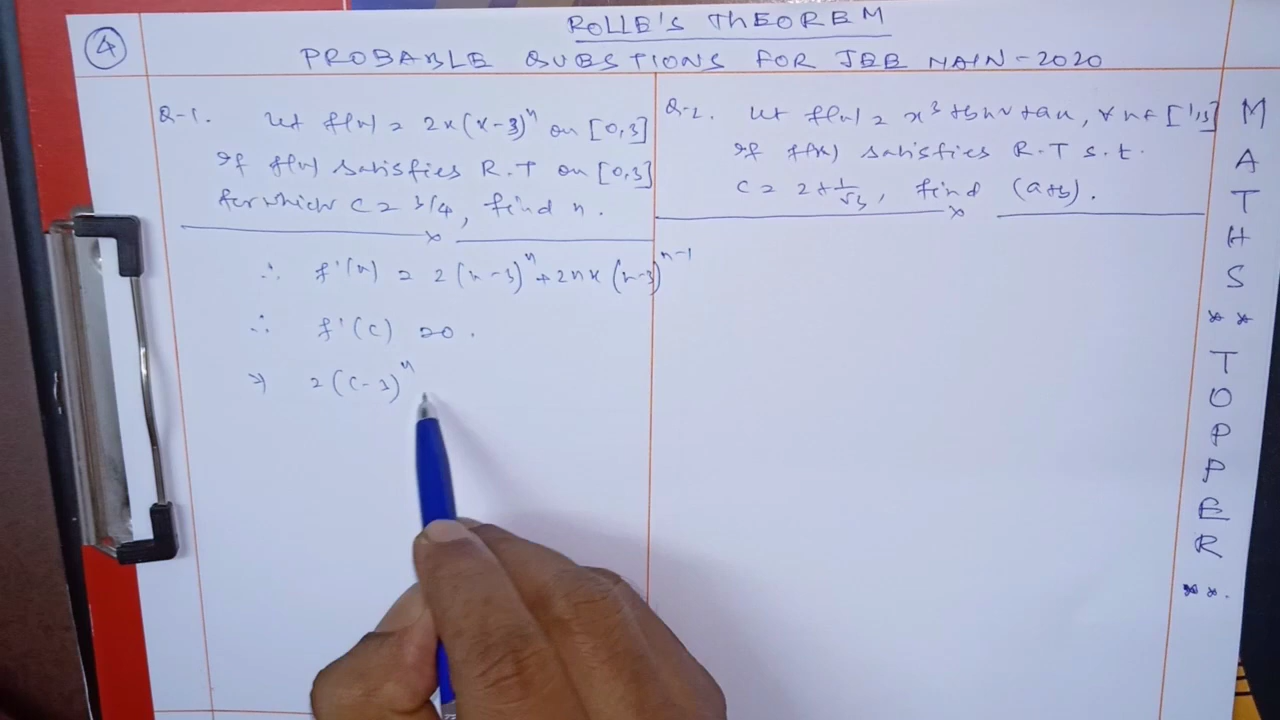 4
ROLLE'S THEOREM
PROBABLE QUESTIONS FOR JEE MAIN - 2020
Q-1. Let f(x) = 2x(x-3)^n on [0,3]
If f(x) satisfies R.T on [0,3]
for which c = 3/4, find n.
∴ f'(x) = 2(x-3)^n + 2nx(x-3)^{n-1}
∴ f'(c) = 0.
⇒ 2(c-3)^n
Q-2. Let f(x) = x³ + bx² + ax, ∀ x ∈ [1,3]
If f(x) satisfies R.T s.t.
c = 2 + 1/√3, find (a+b).
MATHS ** TOPPER **.